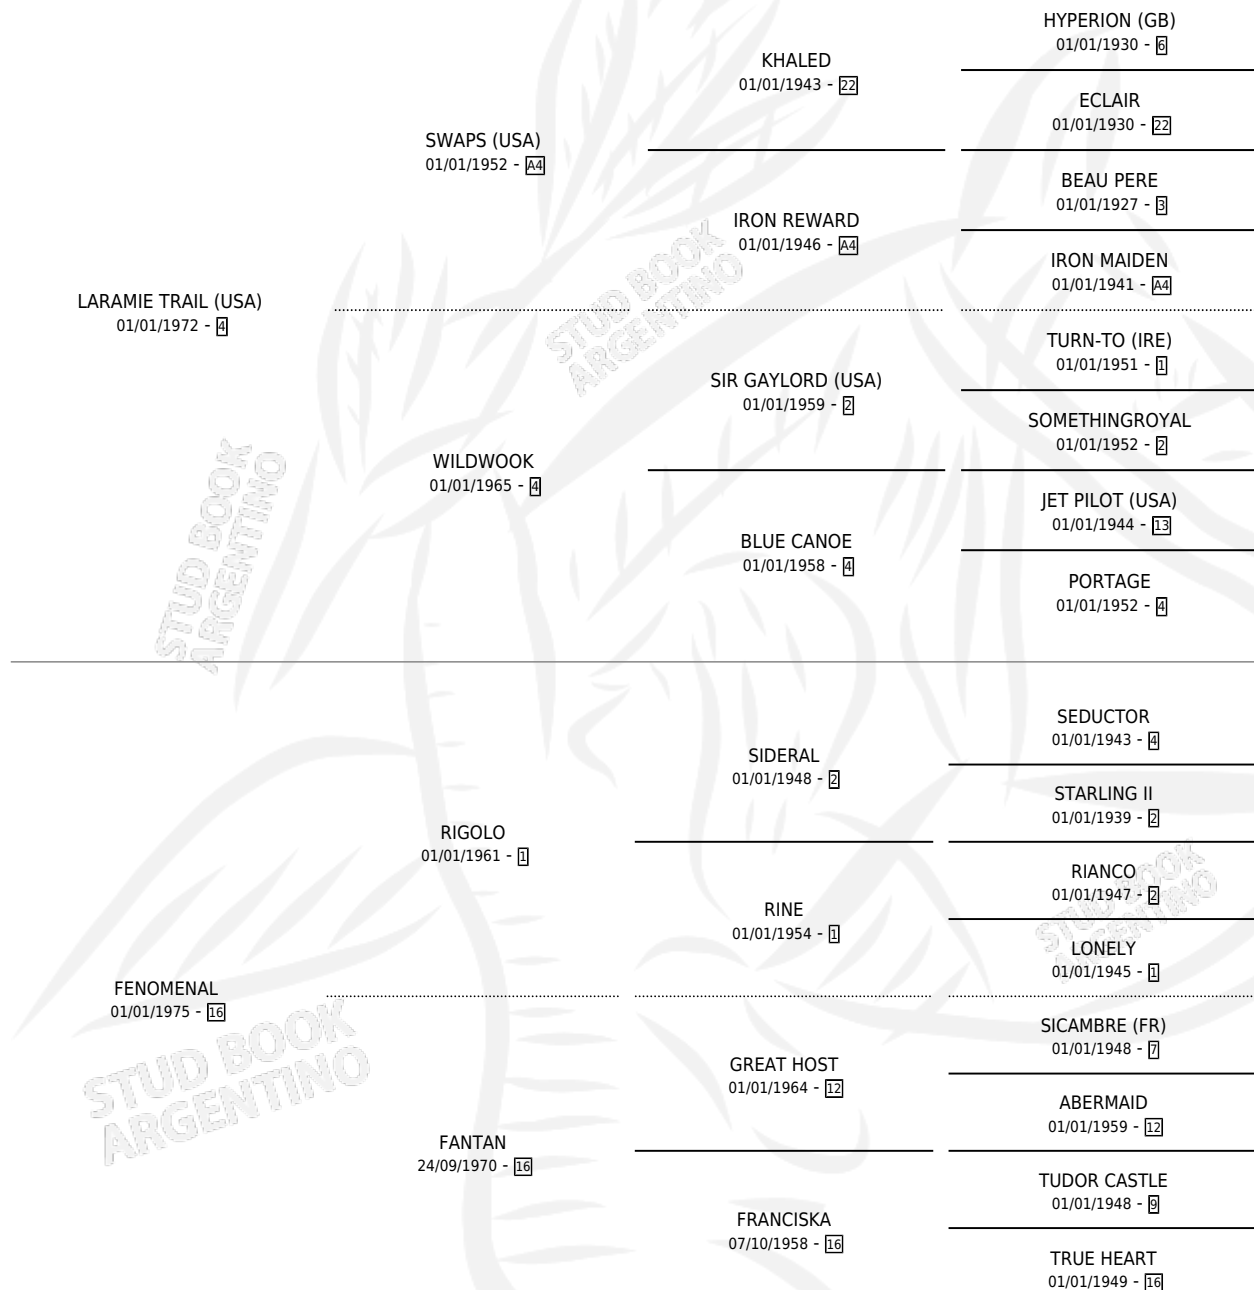 HYPERION (GB)
01/01/1930 - 6
KHALED
01/01/1943 - 22
ECLAIR
01/01/1930 - 22
SWAPS (USA)
01/01/1952 - A4
BEAU PERE
01/01/1927 - 3
IRON REWARD
01/01/1946 - A4
IRON MAIDEN
01/01/1941 - A4
LARAMIE TRAIL (USA)
01/01/1972 - 4
TURN-TO (IRE)
01/01/1951 - 1
SIR GAYLORD (USA)
01/01/1959 - 2
SOMETHINGROYAL
01/01/1952 - 2
WILDWOOK
01/01/1965 - 4
JET PILOT (USA)
01/01/1944 - 13
BLUE CANOE
01/01/1958 - 4
PORTAGE
01/01/1952 - 4
SEDUCTOR
01/01/1943 - 4
SIDERAL
01/01/1948 - 2
STARLING II
01/01/1939 - 2
RIGOLO
01/01/1961 - 1
RIANCO
01/01/1947 - 2
RINE
01/01/1954 - 1
LONELY
01/01/1945 - 1
FENOMENAL
01/01/1975 - 16
SICAMBRE (FR)
01/01/1948 - 7
GREAT HOST
01/01/1964 - 12
ABERMAID
01/01/1959 - 12
FANTAN
24/09/1970 - 16
TUDOR CASTLE
01/01/1948 - 9
FRANCISKA
07/10/1958 - 16
TRUE HEART
01/01/1949 - 16
STUD BOOK
ARGENTINO
STUD BOOK
ARGENTINO
STUD BOOK
ARGENTINO
STUD BOOK
ARGENTINO